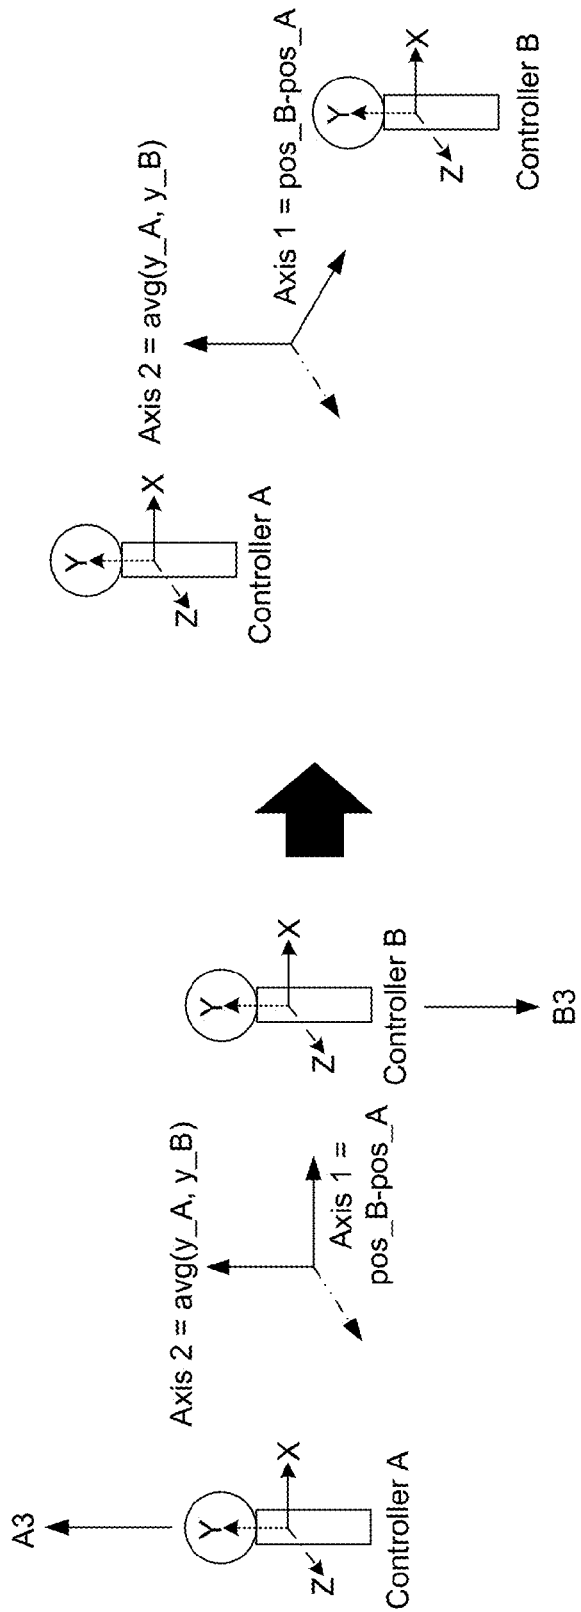 A3
Y
X
Z
Controller A
Axis 2 = avg(y_A, y_B)
Axis 1 =
pos_B-pos_A
Y
X
Z
Controller B
B3
Y
X
Z
Controller A
Axis 2 = avg(y_A, y_B)
Axis 1 = pos_B-pos_A
Y
X
Z
Controller B